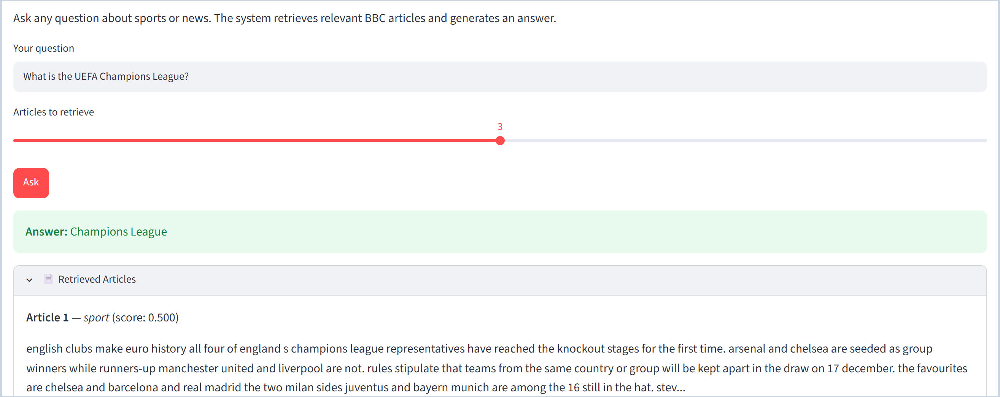 Ask any question about sports or news. The system retrieves relevant BBC articles and generates an answer.
Your question
What is the UEFA Champions League?
Articles to retrieve
3
Ask
Answer: Champions League
Retrieved Articles
Article 1 — sport (score: 0.500)
english clubs make euro history all four of england s champions league representatives have reached the knockout stages for the first time. arsenal and chelsea are seeded as group
winners while runners-up manchester united and liverpool are not. rules stipulate that teams from the same country or group will be kept apart in the draw on 17 december. the favourites
are chelsea and barcelona and real madrid the two milan sides juventus and bayern munich are among the 16 still in the hat. stev...